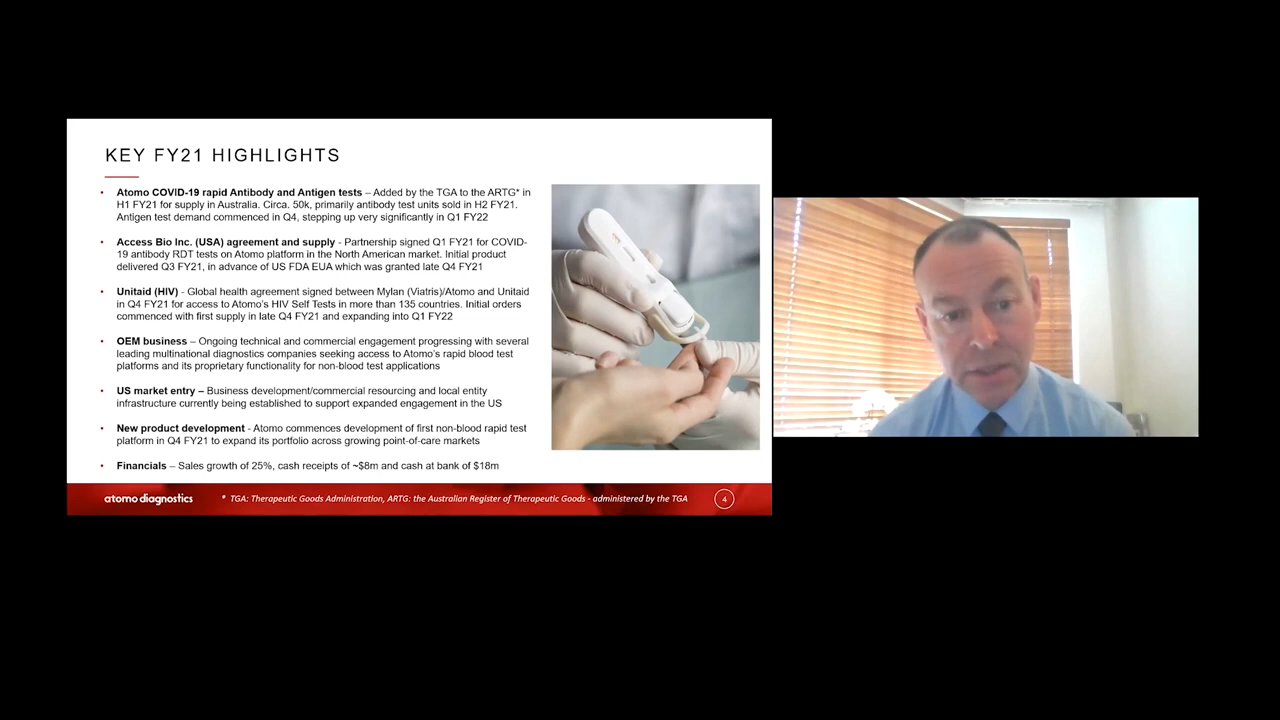 KEY FY21 HIGHLIGHTS
• Atomo COVID-19 rapid Antibody and Antigen tests – Added by the TGA to the ARTG* in
H1 FY21 for supply in Australia. Circa. 50k, primarily antibody test units sold in H2 FY21.
Antigen test demand commenced in Q4, stepping up very significantly in Q1 FY22
• Access Bio Inc. (USA) agreement and supply - Partnership signed Q1 FY21 for COVID-
19 antibody RDT tests on Atomo platform in the North American market. Initial product
delivered Q3 FY21, in advance of US FDA EUA which was granted late Q4 FY21
• Unitaid (HIV) - Global health agreement signed between Mylan (Viatris)/Atomo and Unitaid
in Q4 FY21 for access to Atomo's HIV Self Tests in more than 135 countries. Initial orders
commenced with first supply in late Q4 FY21 and expanding into Q1 FY22
• OEM business – Ongoing technical and commercial engagement progressing with several
leading multinational diagnostics companies seeking access to Atomo's rapid blood test
platforms and its proprietary functionality for non-blood test applications
• US market entry – Business development/commercial resourcing and local entity
infrastructure currently being established to support expanded engagement in the US
• New product development - Atomo commences development of first non-blood rapid test
platform in Q4 FY21 to expand its portfolio across growing point-of-care markets
• Financials – Sales growth of 25%, cash receipts of ~$8m and cash at bank of $18m
atomo diagnostics
* TGA: Therapeutic Goods Administration, ARTG: the Australian Register of Therapeutic Goods - administered by the TGA
4